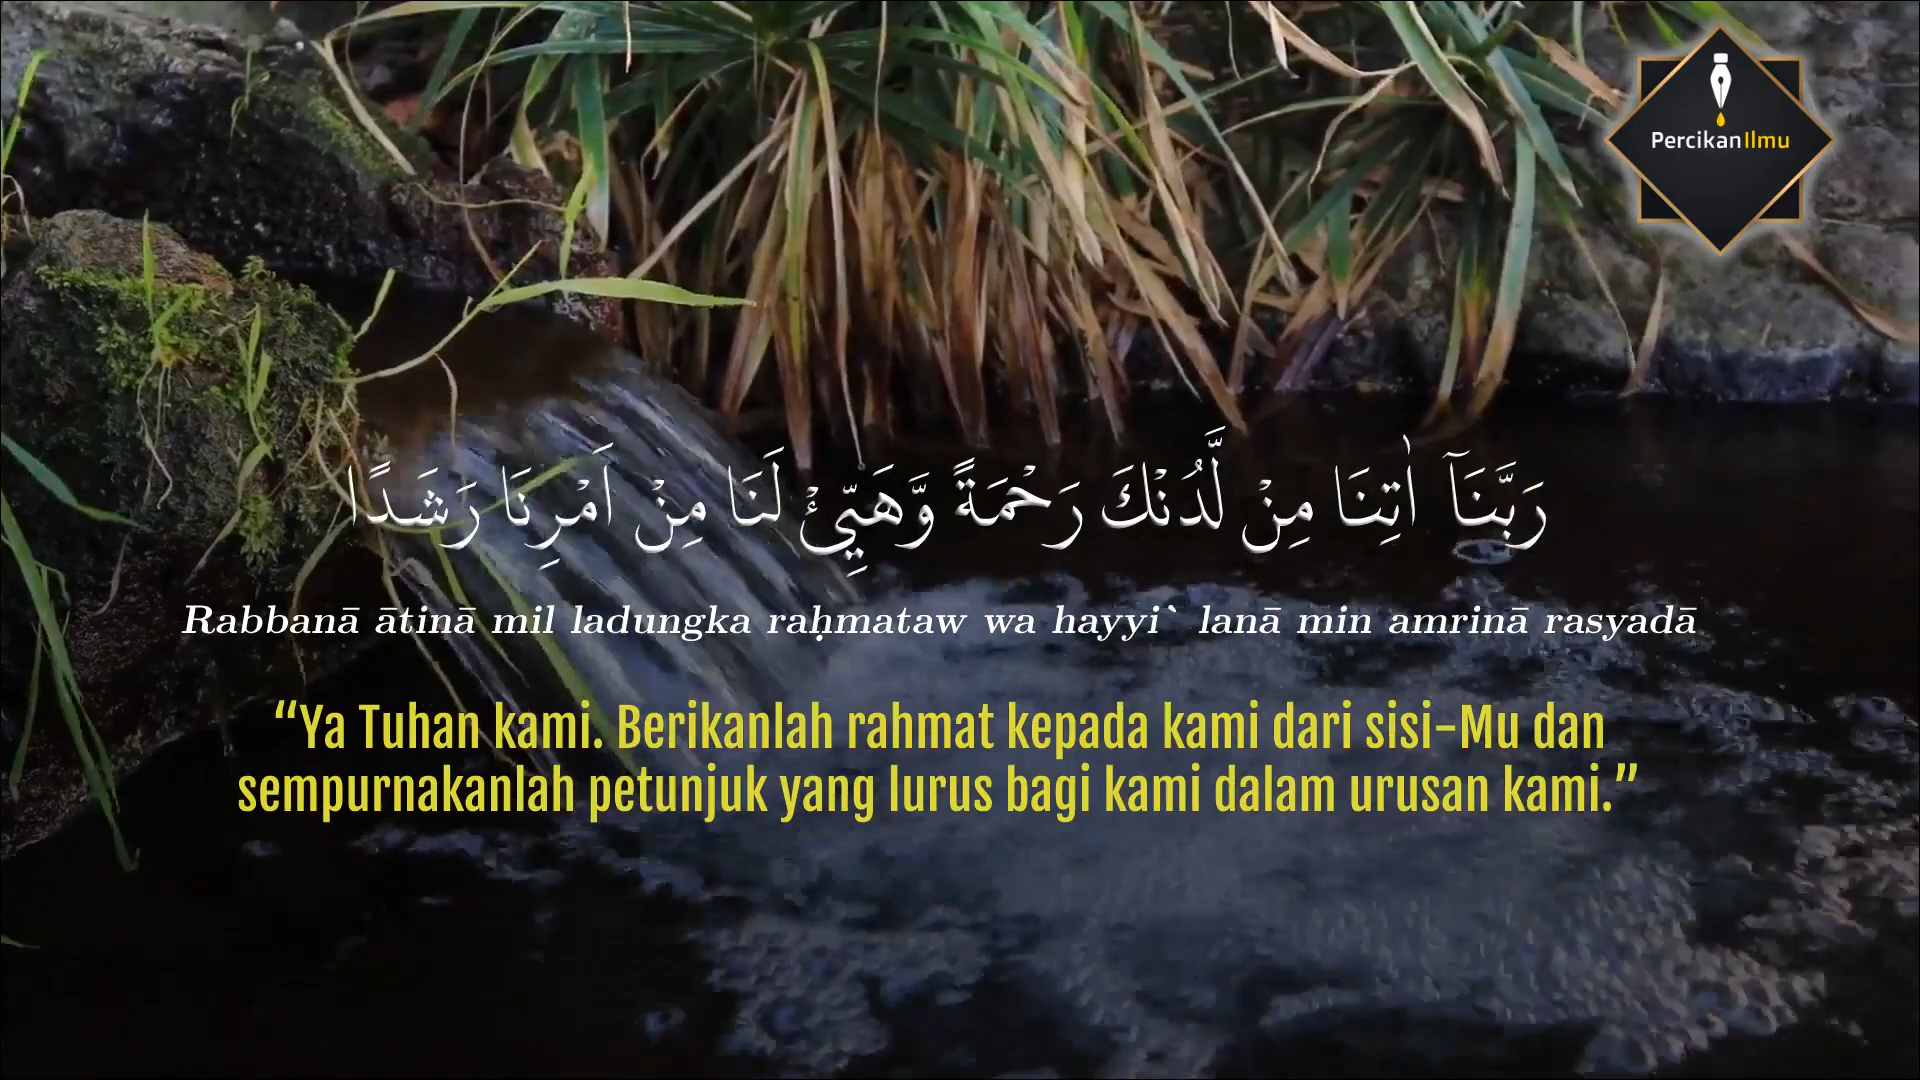 PercikanIlmu
رَبَّنَآ اٰتِنَا مِنْ لَّدُنْكَ رَحْمَةً وَّهَيِّئْ لَنَا مِنْ اَمْرِنَا رَشَدًا
Rabbanā ātinā mil ladungka raḥmataw wa hayyi` lanā min amrinā rasyadā
“Ya Tuhan kami. Berikanlah rahmat kepada kami dari sisi-Mu dan
sempurnakanlah petunjuk yang lurus bagi kami dalam urusan kami.”